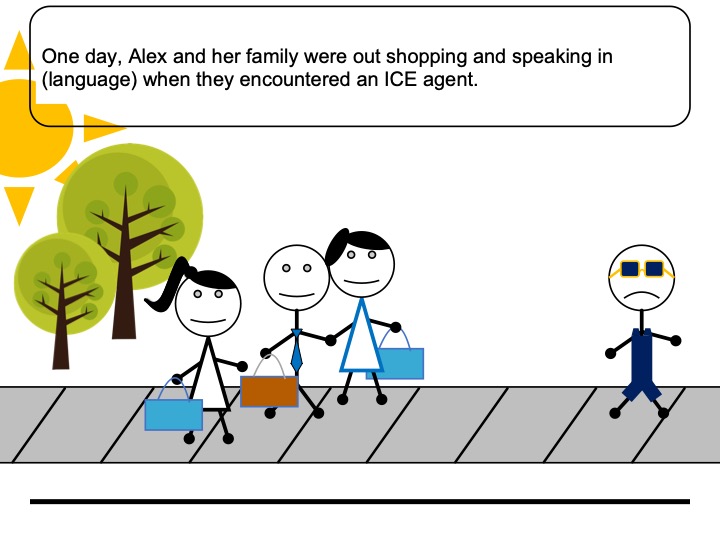 One day, Alex and her family were out shopping and speaking in
(language) when they encountered an ICE agent.